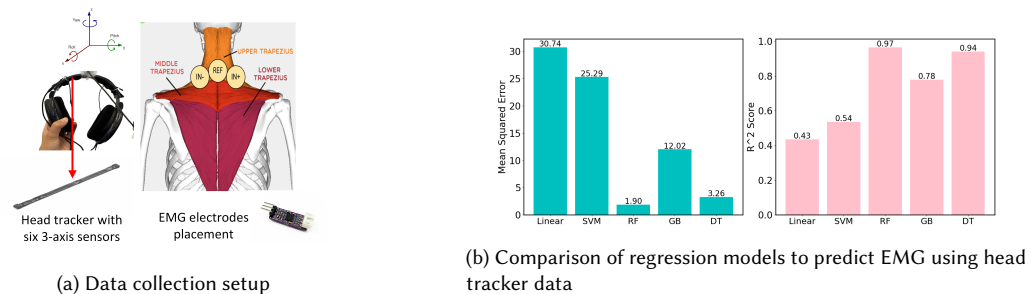 Yaw
Pitch
Roll
UPPER TRAPEZIUS
MIDDLE
TRAPEZIUS
LOWER
TRAPEZIUS
IN-
REF
IN+
Head tracker with
six 3-axis sensors
EMG electrodes
placement
(a) Data collection setup
Mean Squared Error
30
25
20
15
10
5
0
30.74
25.29
1.90
12.02
3.26
Linear SVM RF GB DT
R^2 Score
1.0
0.8
0.6
0.4
0.2
0.0
0.43
0.54
0.97
0.78
0.94
Linear SVM RF GB DT
(b) Comparison of regression models to predict EMG using head
tracker data